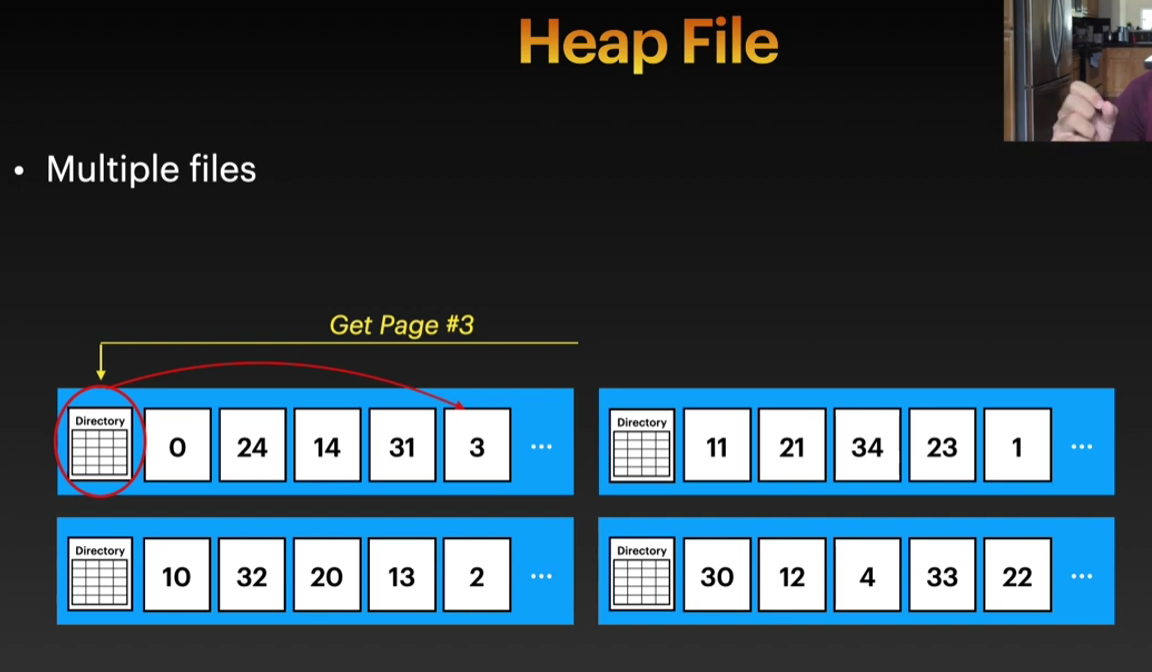 Heap File
• Multiple files
Get Page #3
Directory 0 24 14 31 3 ...
Directory 11 21 34 23 1 ...
Directory 10 32 20 13 2 ...
Directory 30 12 4 33 22 ...